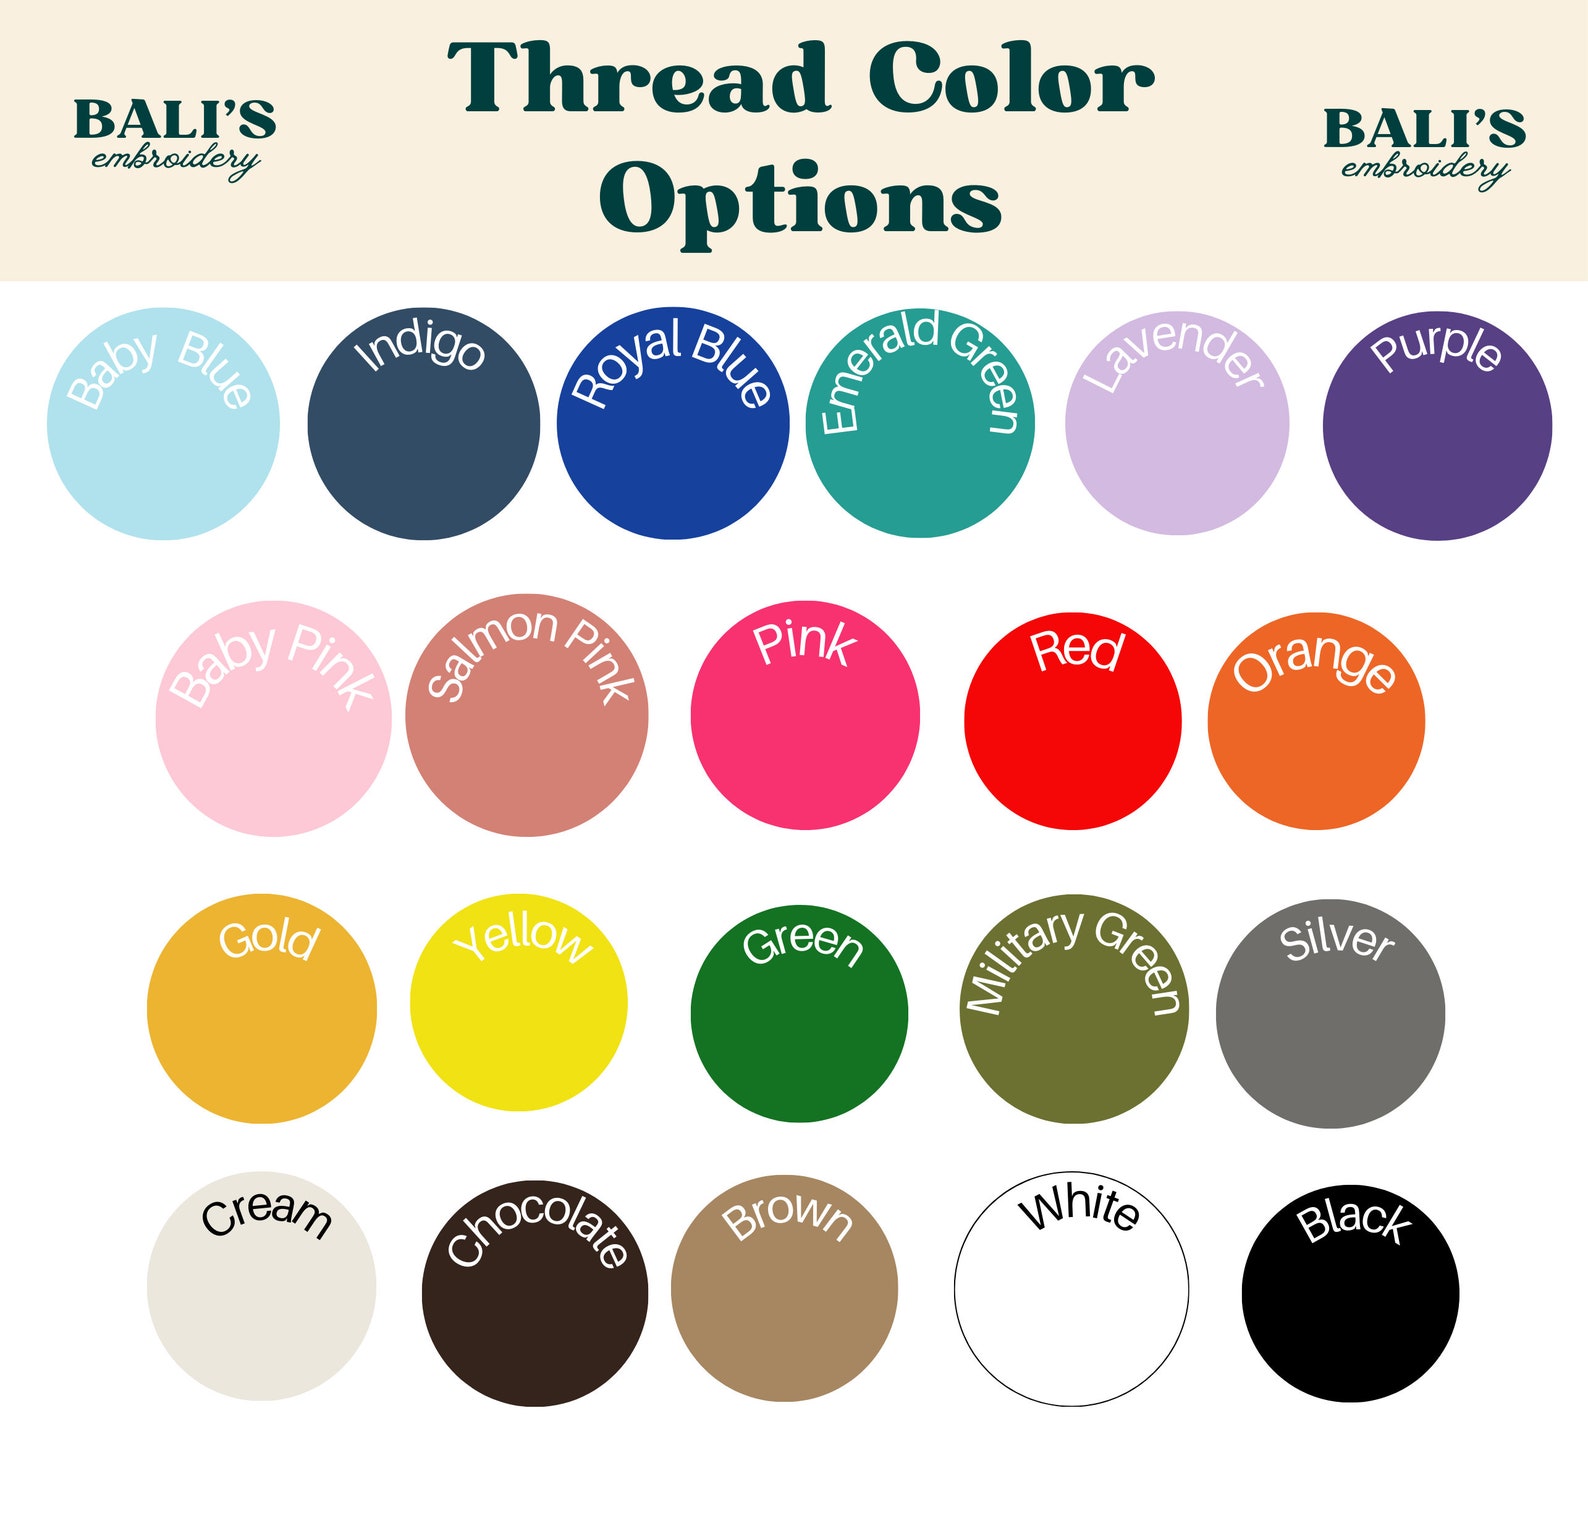 Thread Color
Options
BALI'S
embroidery
BALI'S
embroidery
Baby Blue
Indigo
Royal Blue
Emerald Green
Lavender
Purple
Baby Pink
Salmon Pink
Pink
Red
Orange
Gold
Yellow
Green
Military Green
Silver
Cream
Chocolate
Brown
White
Black